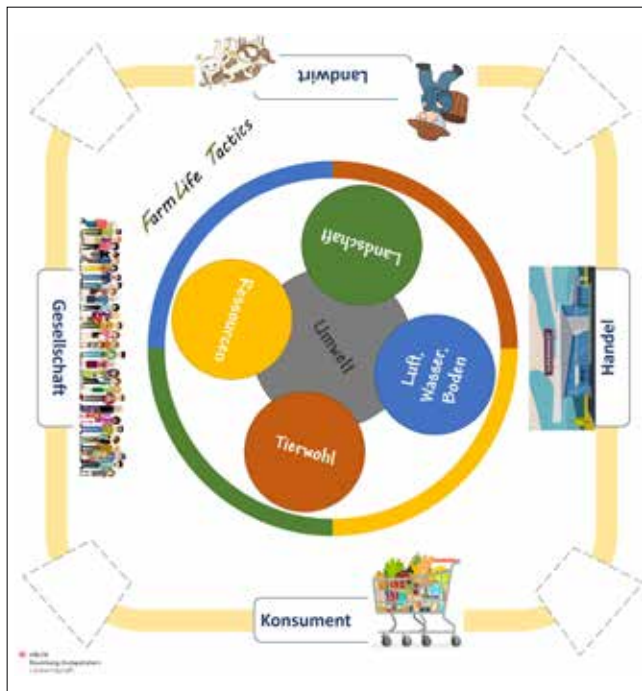 Landwirt
Farm Life Tactics
Landschaft
Ressourcen
Umwelt
Luft,
Wasser,
Boden
Tierwohl
Gesellschaft
Handel
Konsument